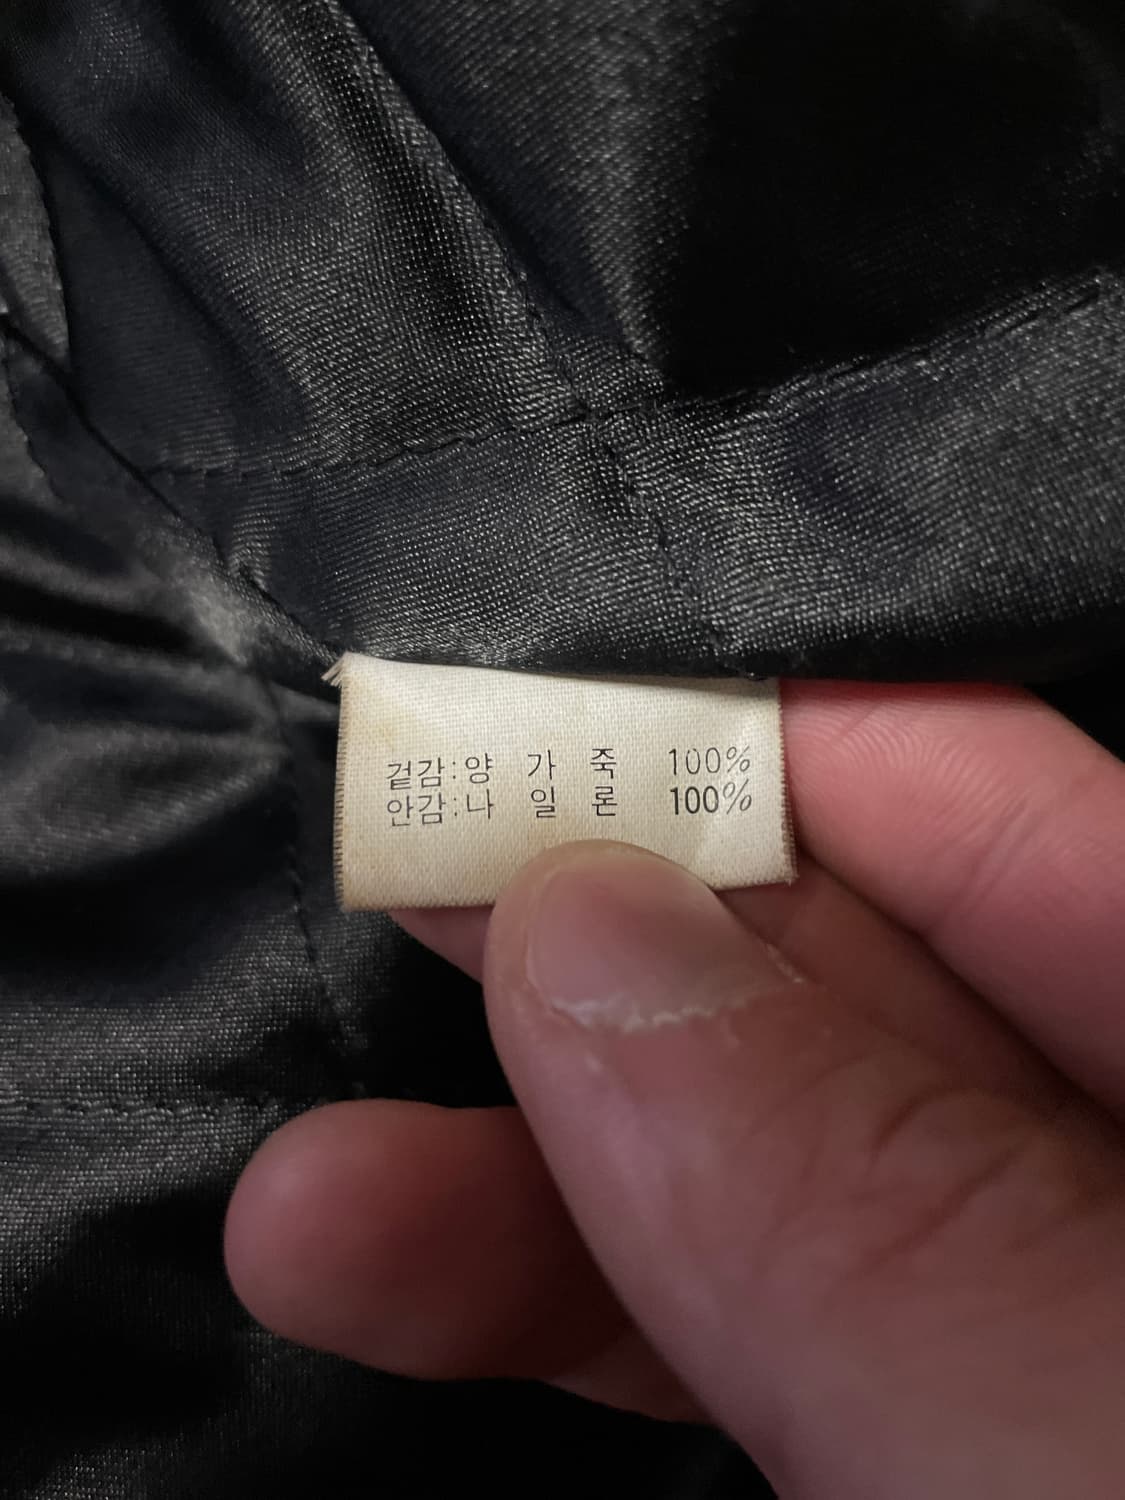 겉감:양 가 죽 100%
안감:나 일 론 100%